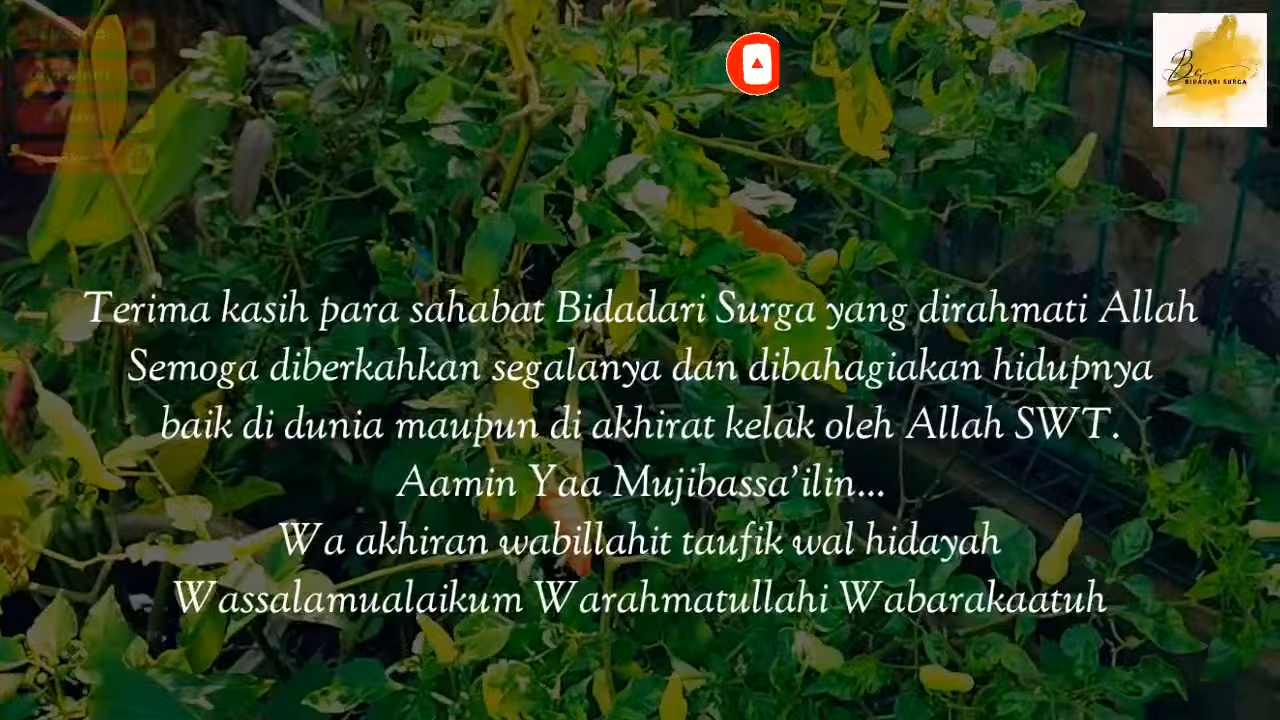 BIDADARI SURGA
Terima kasih para sahabat Bidadari Surga yang dirahmati Allah
Semoga diberkahkan segalanya dan dibahagiakan hidupnya
baik di dunia maupun di akhirat kelak oleh Allah SWT.
Aamin Yaa Mujibassa'ilin...
Wa akhiran wabillahit taufik wal hidayah
Wassalamualaikum Warahmatullahi Wabarakaatuh